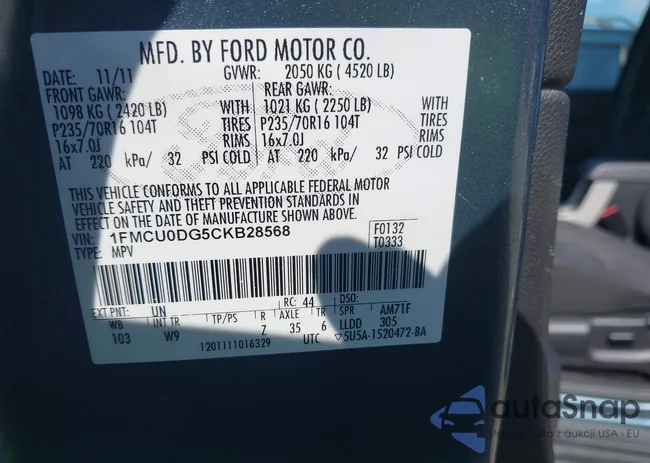 MFD. BY FORD MOTOR CO.
DATE: 11/11 GVWR: 2050 KG ( 4520 LB)
FRONT GAWR: REAR GAWR:
1098 KG ( 2420 LB) WITH 1021 KG ( 2250 LB) WITH
P235/70R16 104T TIRES P235/70R16 104T TIRES
16x7.0J RIMS 16x7.0J RIMS
AT 220 kPa/ 32 PSI COLD AT 220 kPa/ 32 PSI COLD
THIS VEHICLE CONFORMS TO ALL APPLICABLE FEDERAL MOTOR
VEHICLE SAFETY AND THEFT PREVENTION STANDARDS IN
EFFECT ON THE DATE OF MANUFACTURE SHOWN ABOVE.
VIN: 1FMCU0DG5CKB28568 F0132
TYPE: MPV T0333
EXT PNT: UN RC: 44 DSO:
WB INT TR TP/PS R AXLE TR SPR AM71F
103 W9 Z 35 6 LLDD 305
1201111016329 UTC ▽5U5A-1520472-BA
autoSnap
auta z aukcji USA i EU